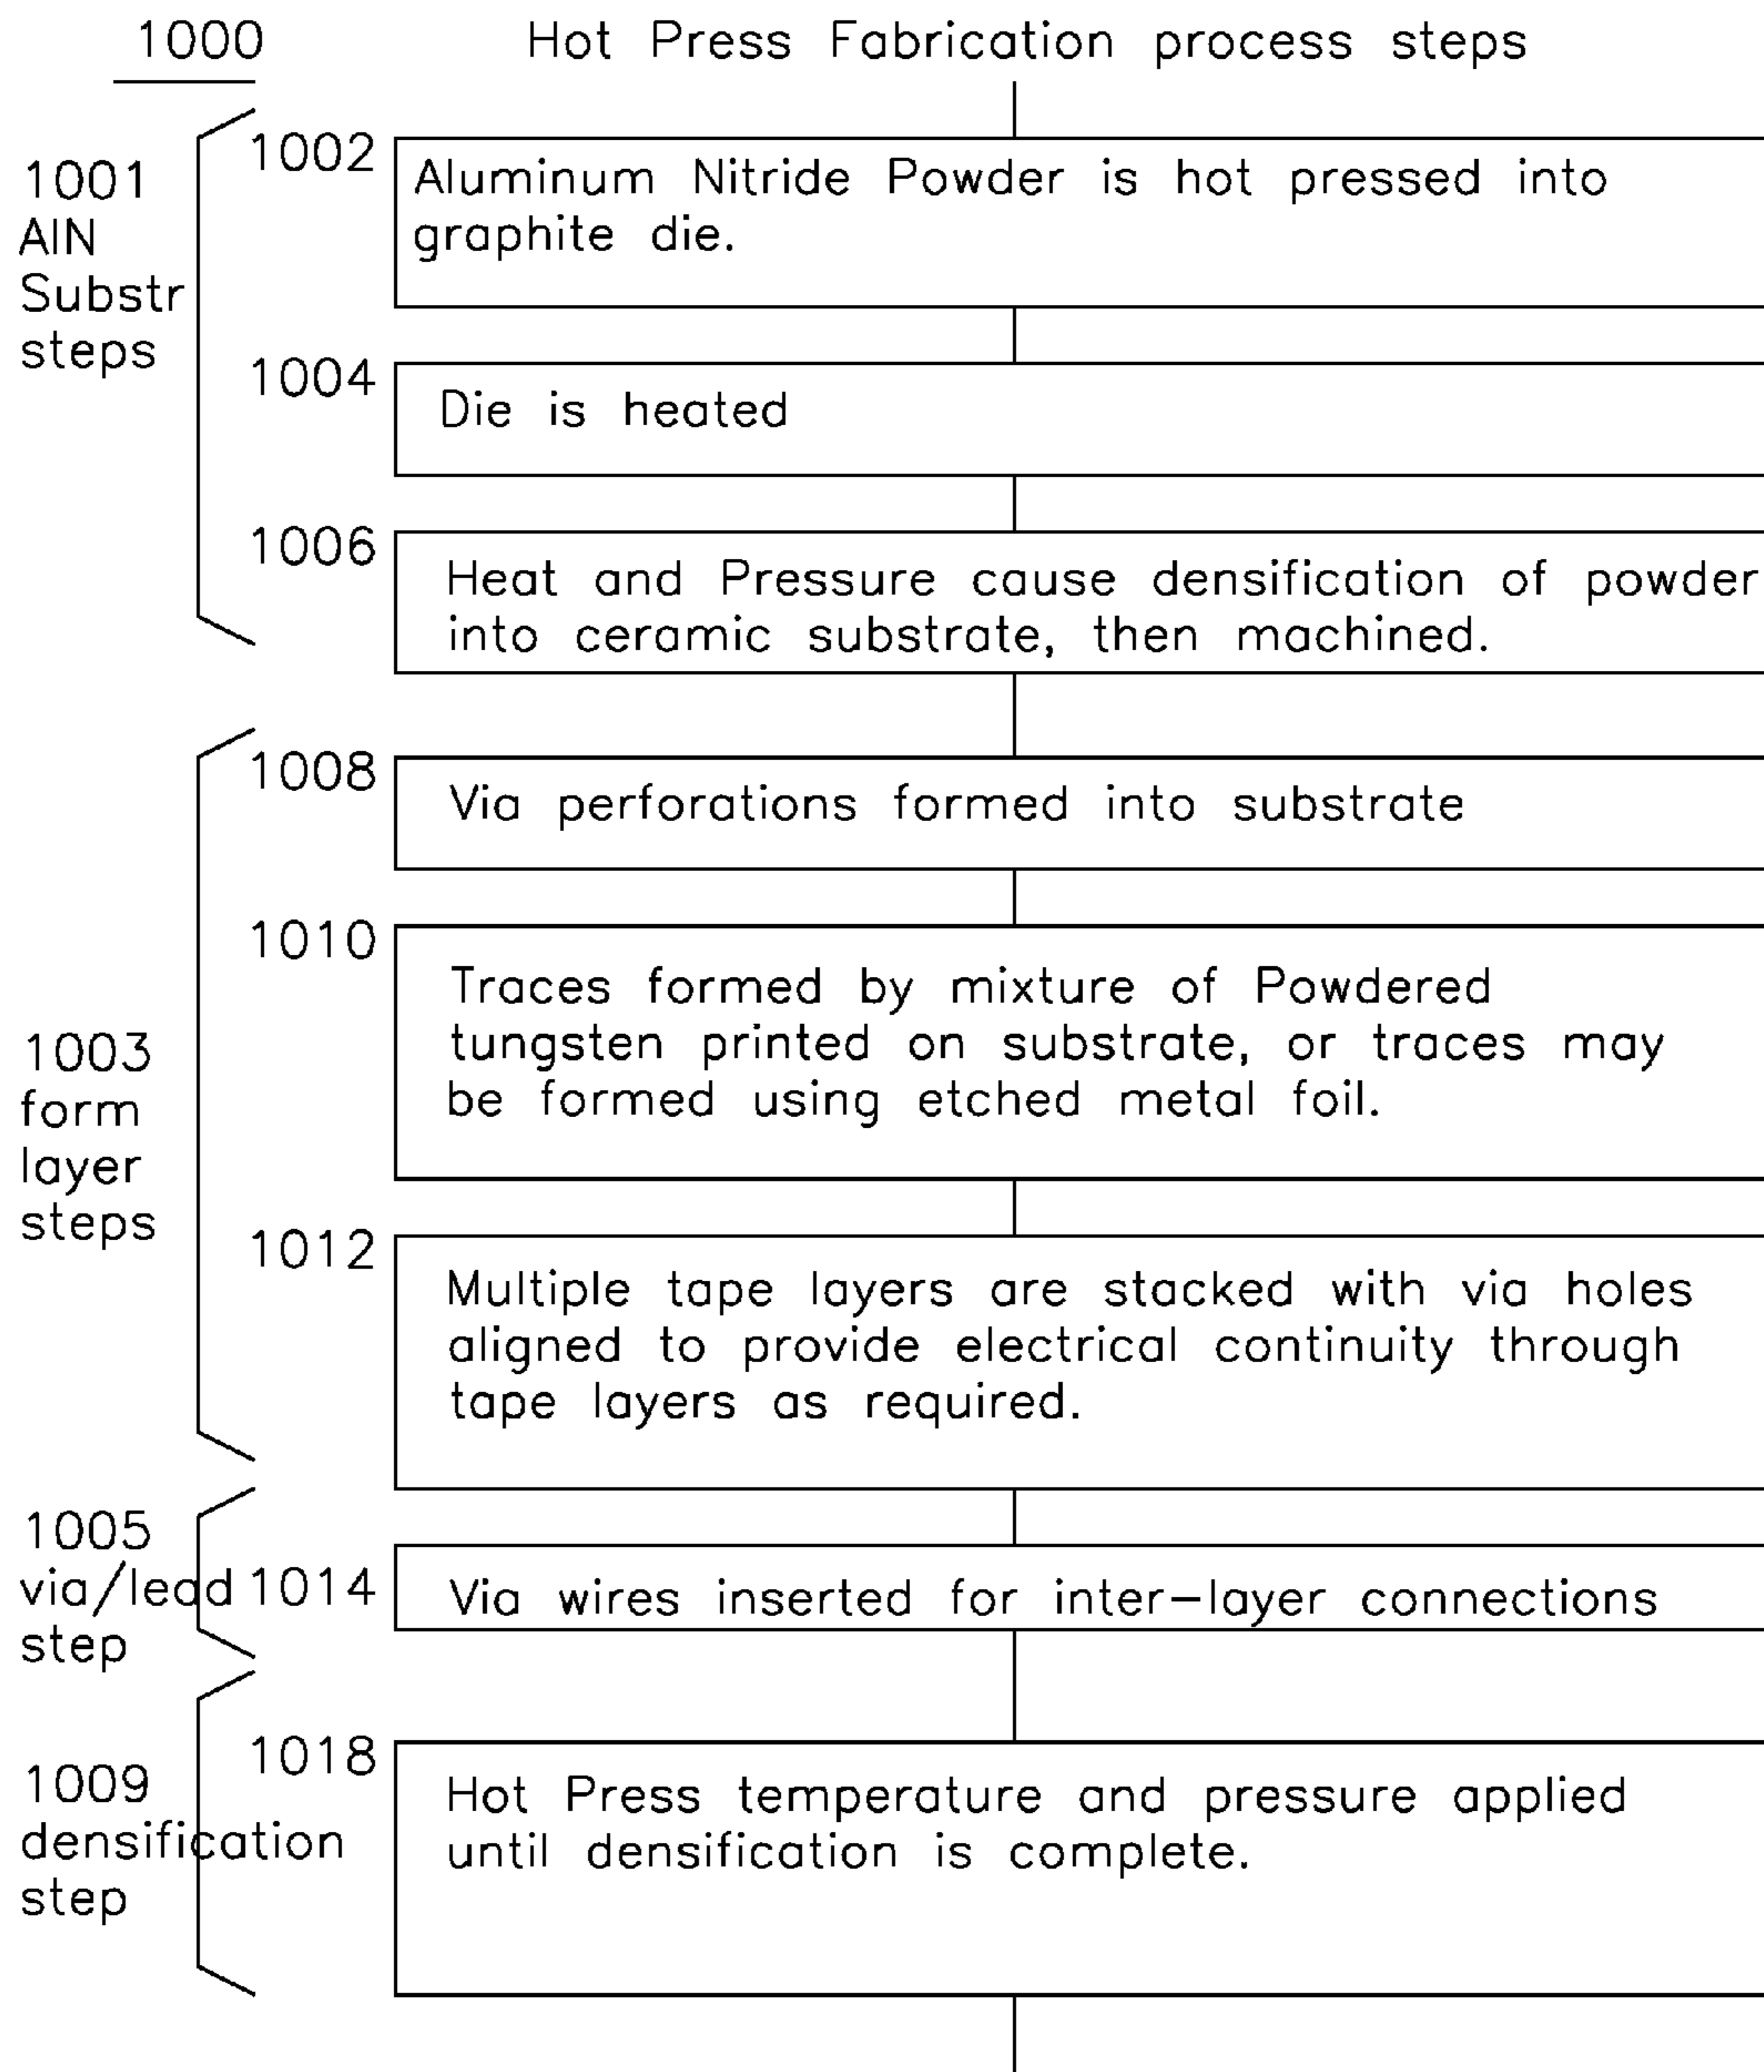 1000 Hot Press Fabrication process steps
1001
AlN
Substr
steps
1002
Aluminum Nitride Powder is hot pressed into
graphite die.
1004
Die is heated
1006
Heat and Pressure cause densification of powder
into ceramic substrate, then machined.
1003
form
layer
steps
1008
Via perforations formed into substrate
1010
Traces formed by mixture of Powdered
tungsten printed on substrate, or traces may
be formed using etched metal foil.
1012
Multiple tape layers are stacked with via holes
aligned to provide electrical continuity through
tape layers as required.
1005
via/lead
step
1014
Via wires inserted for inter-layer connections
1009
densification
step
1018
Hot Press temperature and pressure applied
until densification is complete.